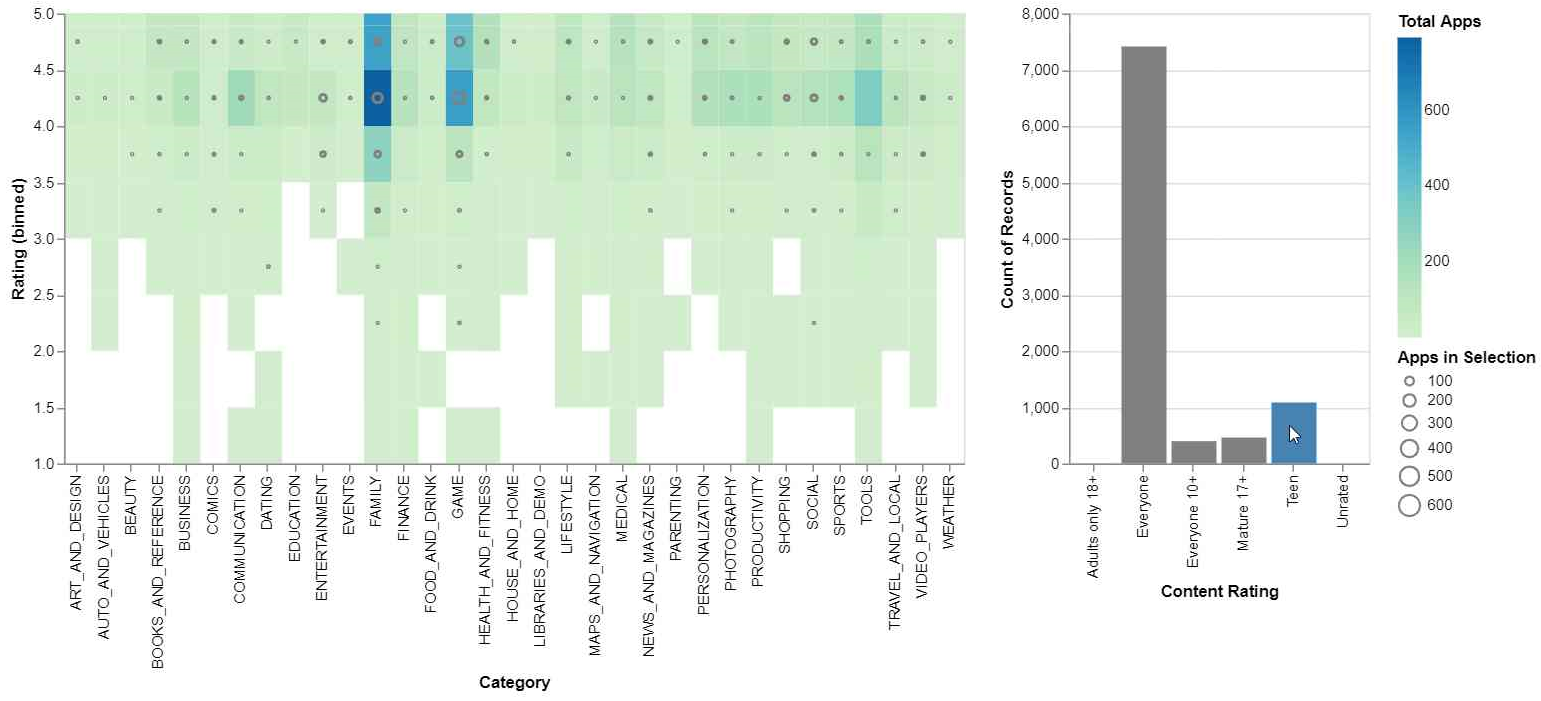 5.0
4.5
4.0
3.5
3.0
2.5
2.0
1.5
1.0
Rating (binned)
ART_AND_DESIGN
AUTO_AND_VEHICLES
BEAUTY
BOOKS_AND_REFERENCE
BUSINESS
COMICS
COMMUNICATION
DATING
EDUCATION
ENTERTAINMENT
EVENTS
FAMILY
FINANCE
FOOD_AND_DRINK
GAME
HEALTH_AND_FITNESS
HOUSE_AND_HOME
LIBRARIES_AND_DEMO
LIFESTYLE
MAPS_AND_NAVIGATION
MEDICAL
NEWS_AND_MAGAZINES
PARENTING
PERSONALIZATION
PHOTOGRAPHY
PRODUCTIVITY
SHOPPING
SOCIAL
SPORTS
TOOLS
TRAVEL_AND_LOCAL
VIDEO_PLAYERS
WEATHER
Category
8,000
7,000
6,000
5,000
4,000
3,000
2,000
1,000
0
Count of Records
Adults only 18+
Everyone
Everyone 10+
Mature 17+
Teen
Unrated
Content Rating
Total Apps
600
400
200
Apps in Selection
100
200
300
400
500
600